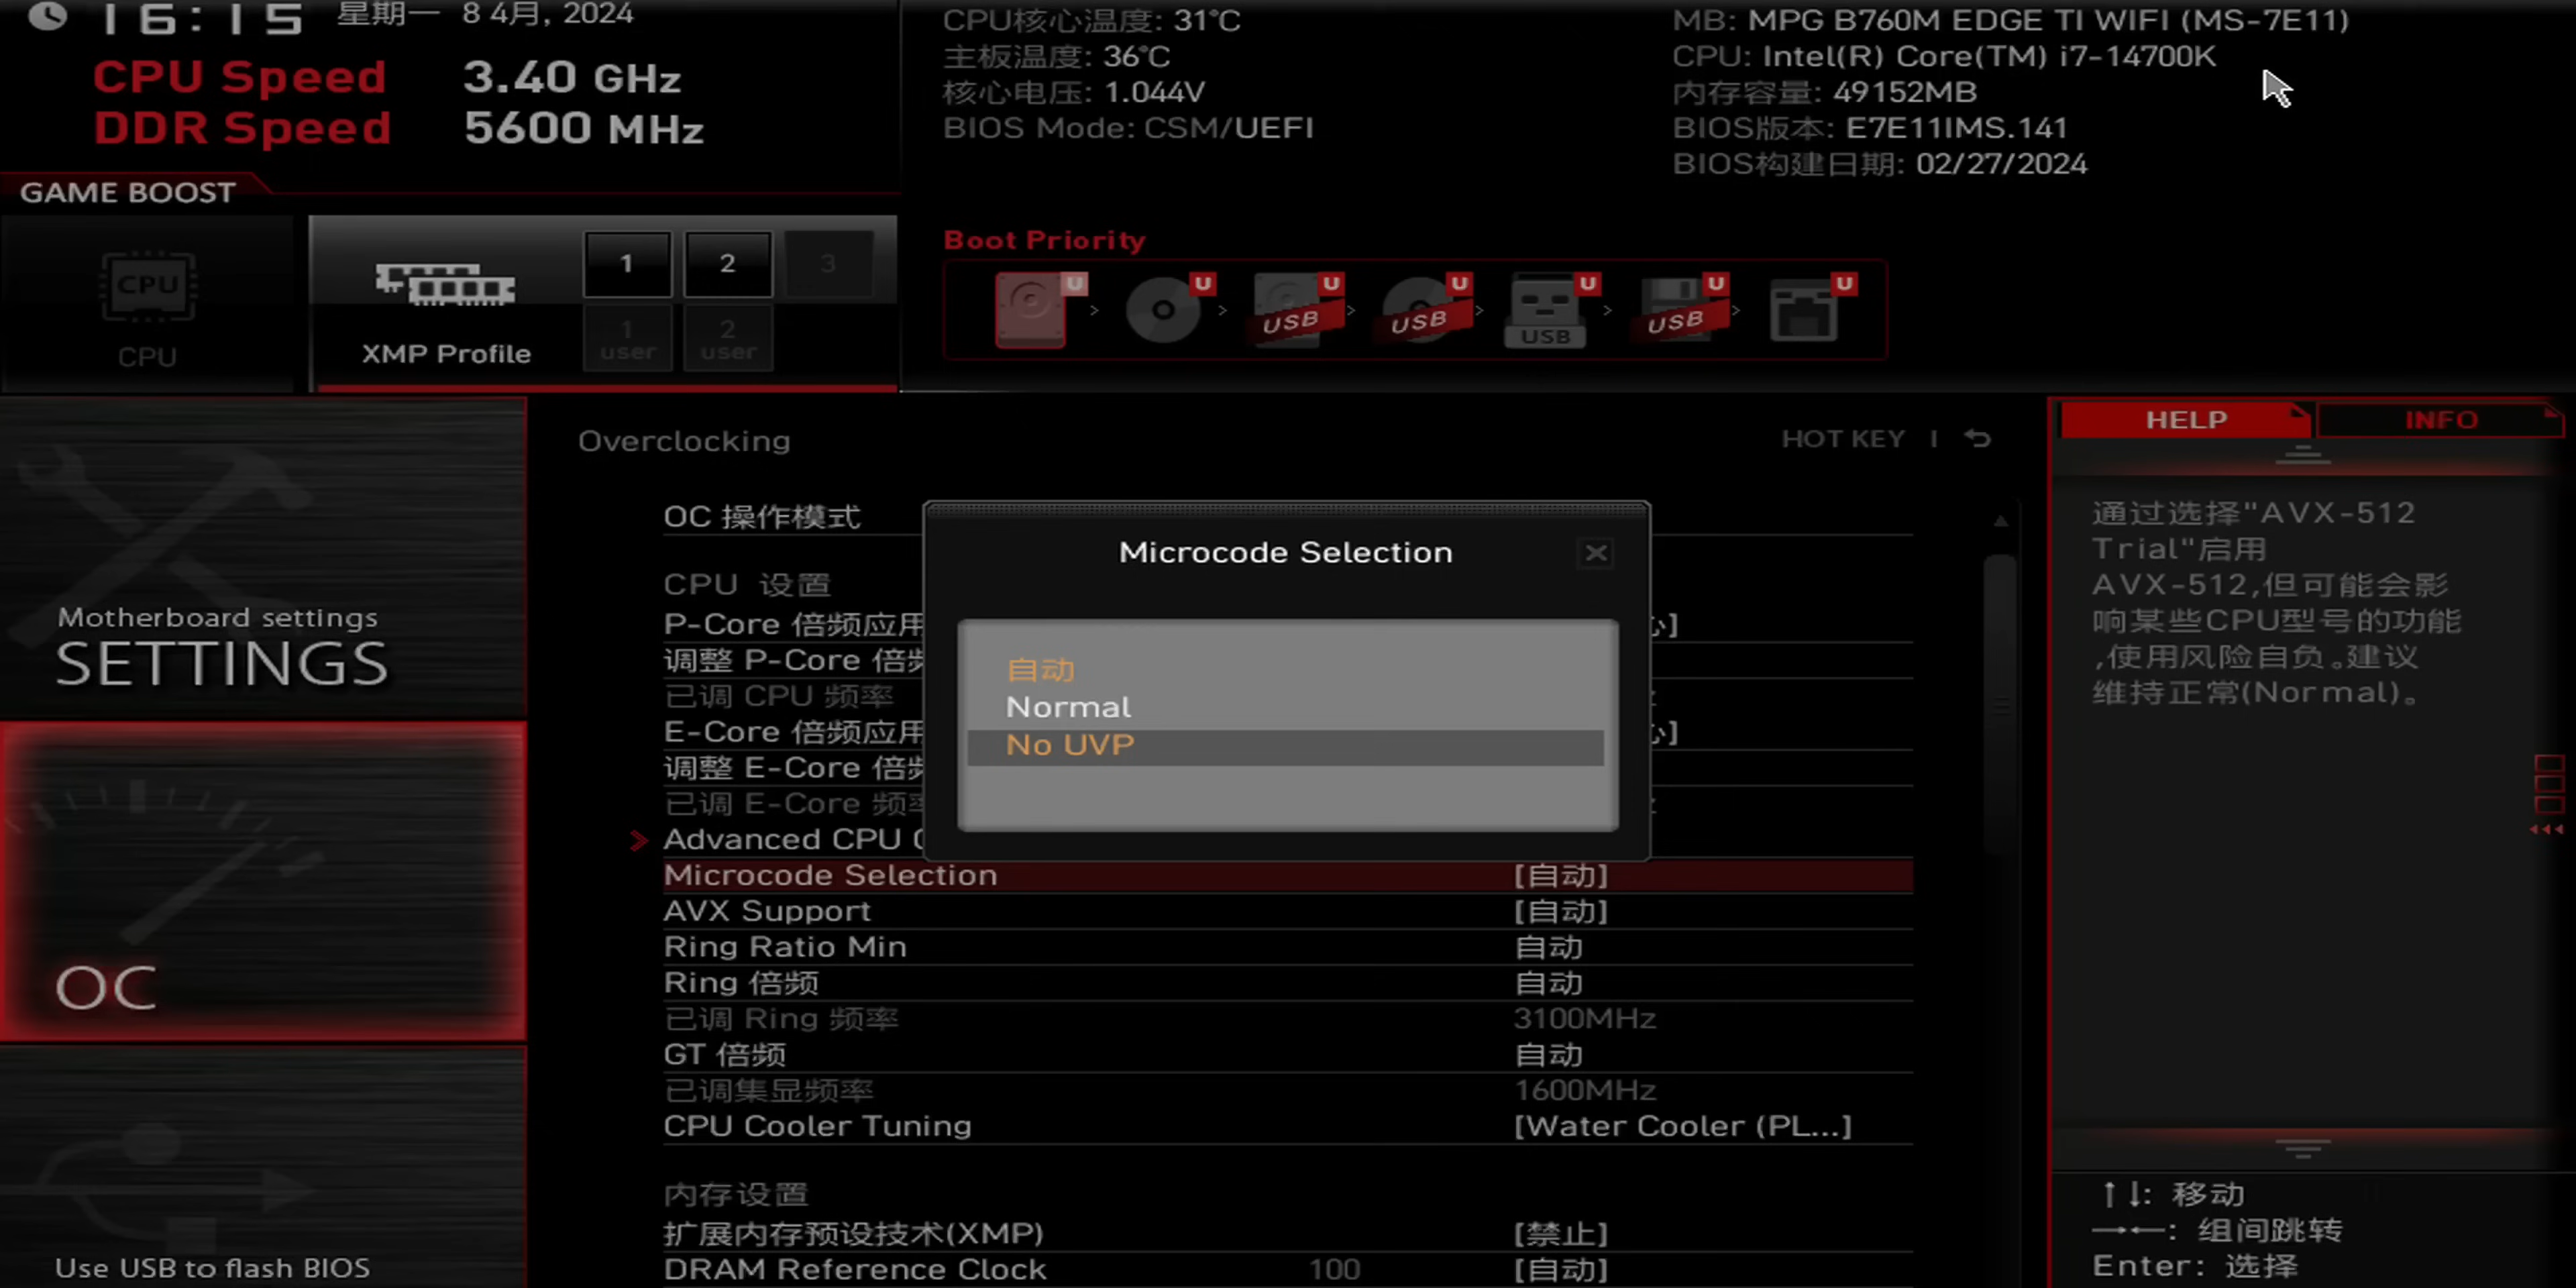 16:15
星期一 8 4月, 2024
CPU Speed 3.40 GHz
DDR Speed 5600 MHz
CPU核心温度: 31°C
主板温度: 36°C
核心电压: 1.044V
BIOS Mode: CSM/UEFI
MB: MPG B760M EDGE TI WIFI (MS-7E11)
CPU: Intel(R) Core(TM) i7-14700K
内存容量: 49152MB
BIOS版本: E7E11IMS.141
BIOS构建日期: 02/27/2024
GAME BOOST
CPU
CPU
XMP Profile
1 2 3
1 user 2 user
Boot Priority
U U U U U U U
USB USB USB USB
Motherboard settings
SETTINGS
OC
Use USB to flash BIOS
Overclocking
HOT KEY
OC 操作模式
CPU 设置
P-Core 倍频应用
调整 P-Core 倍频
已调 CPU 频率
E-Core 倍频应用
调整 E-Core 倍频
已调 E-Core 频率
Advanced CPU
Microcode Selection [自动]
AVX Support [自动]
Ring Ratio Min 自动
Ring 倍频 自动
已调 Ring 频率 3100MHz
GT 倍频 自动
已调集显频率 1600MHz
CPU Cooler Tuning [Water Cooler (PL...]
内存设置
扩展内存预设技术(XMP) [禁止]
DRAM Reference Clock 100 [自动]
Microcode Selection
自动
Normal
No UVP
HELP INFO
通过选择"AVX-512
Trial"启用
AVX-512,但可能会影
响某些CPU型号的功能
,使用风险自负。建议
维持正常(Normal)。
↑↓: 移动
→←: 组间跳转
Enter: 选择